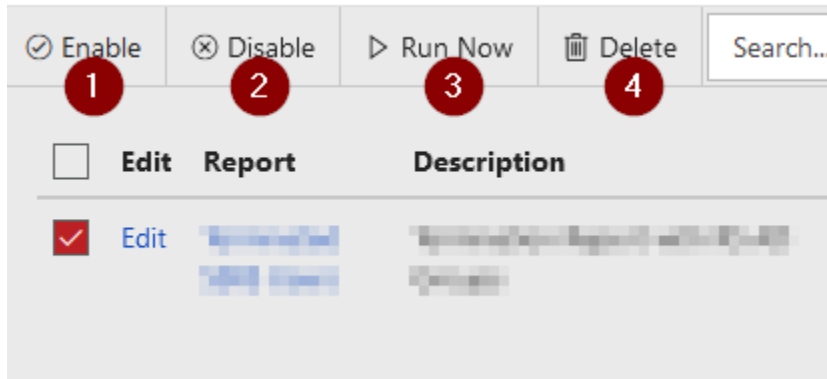 Enable Disable Run Now Delete Search...
1 2 3 4
Edit Report Description
Edit